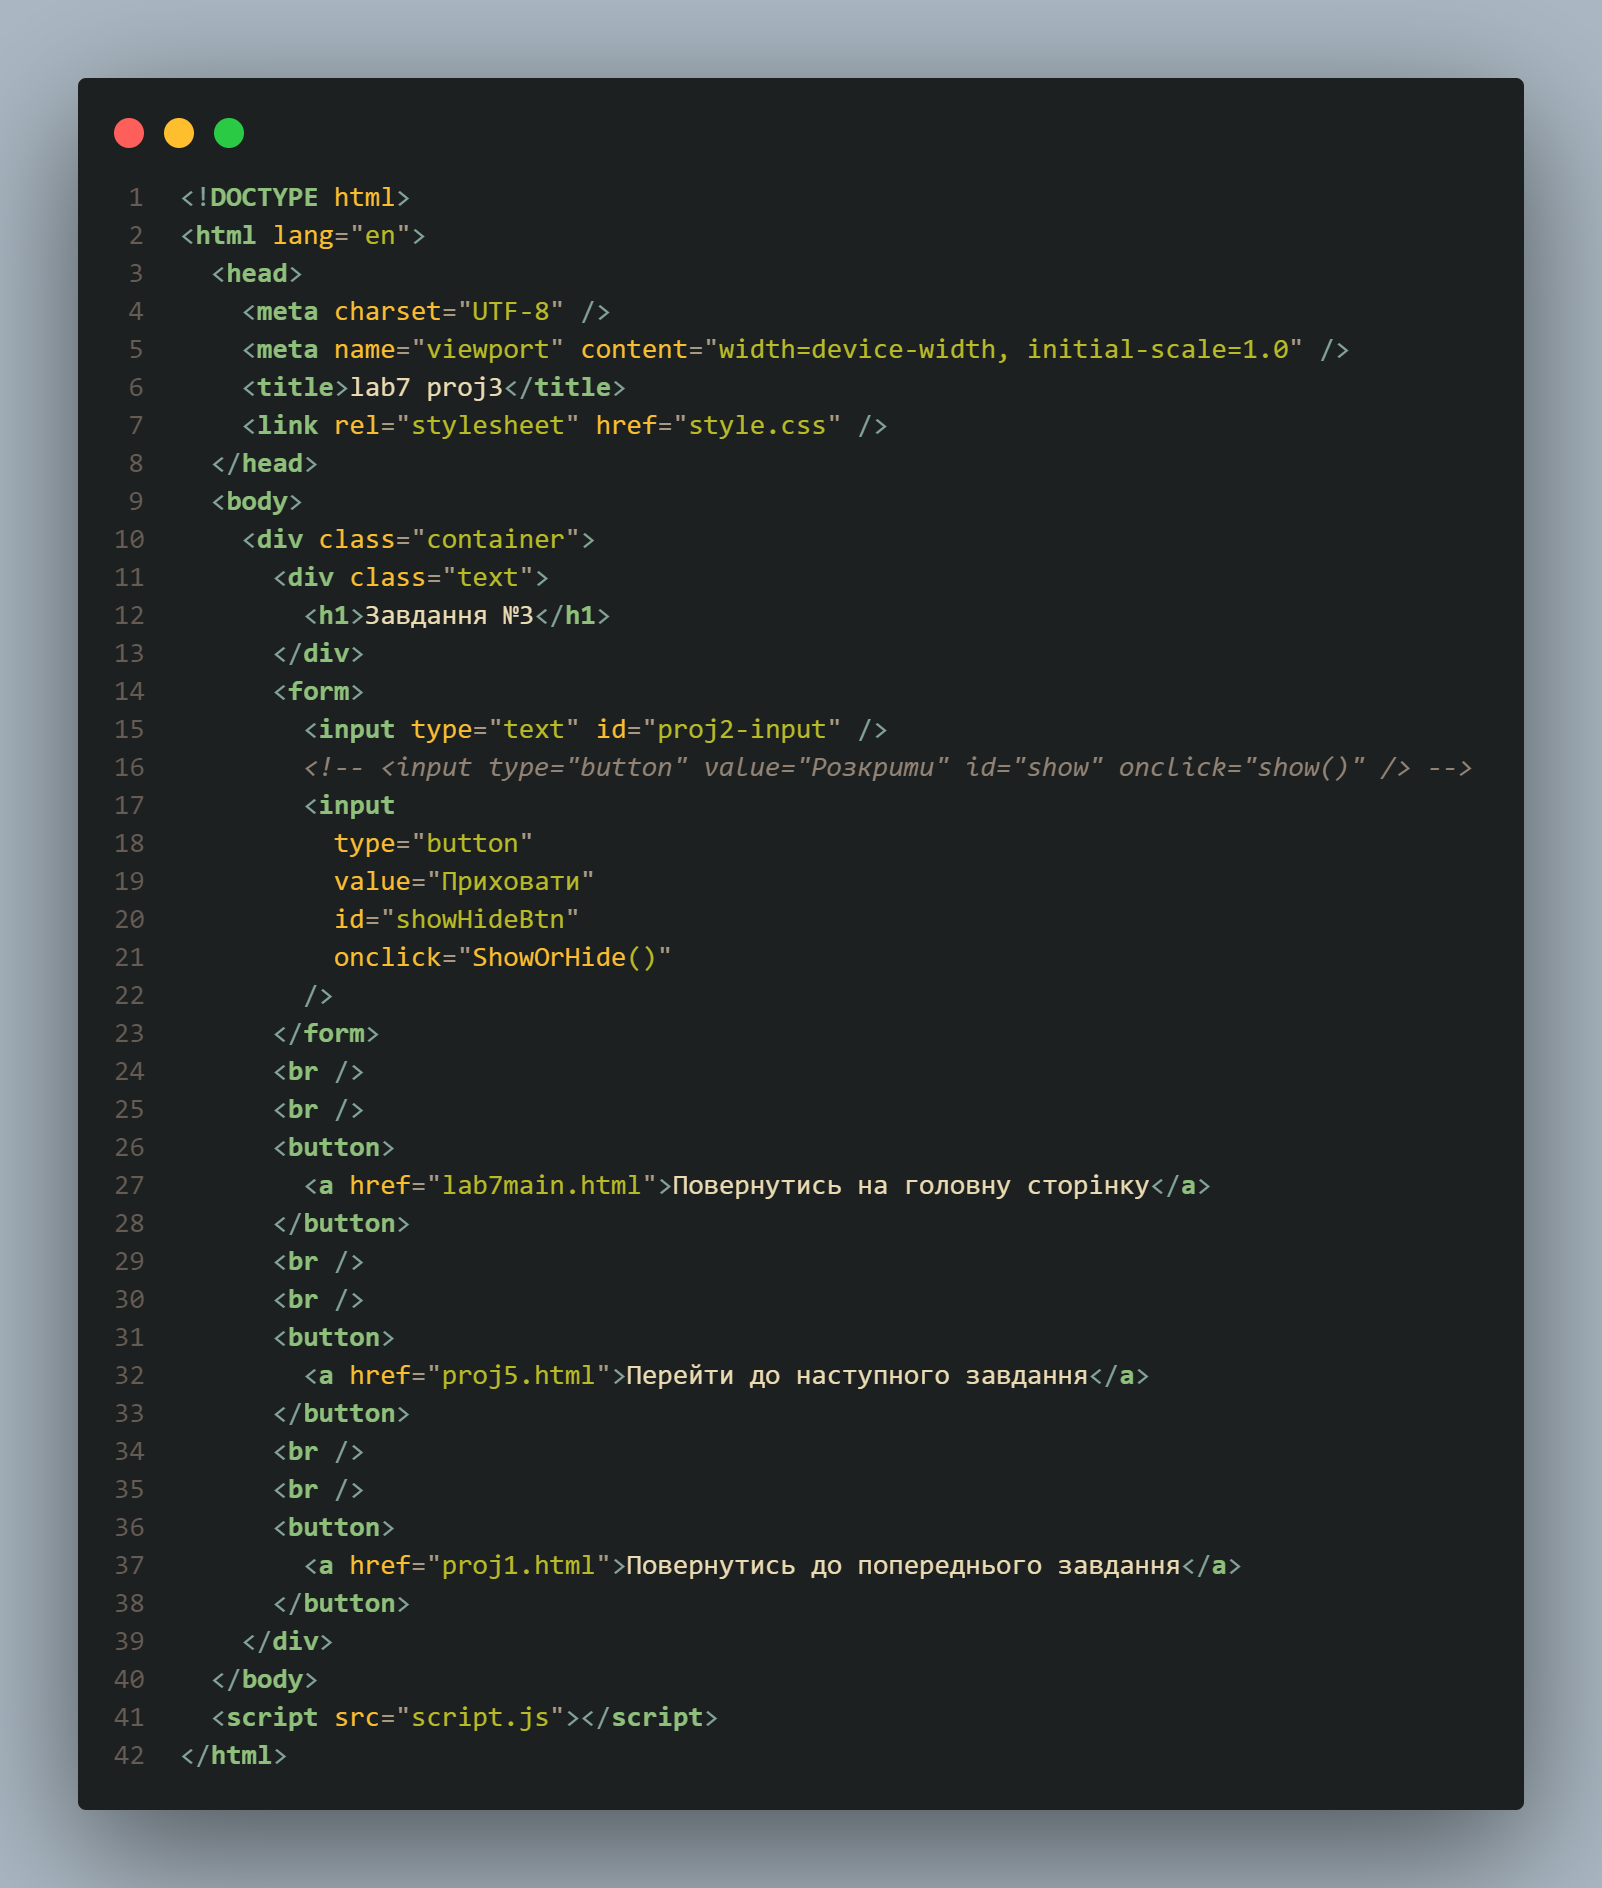 1 <!DOCTYPE html>
2 <html lang="en">
3   <head>
4     <meta charset="UTF-8" />
5     <meta name="viewport" content="width=device-width, initial-scale=1.0" />
6     <title>lab7 proj3</title>
7     <link rel="stylesheet" href="style.css" />
8   </head>
9   <body>
10     <div class="container">
11       <div class="text">
12         <h1>Завдання №3</h1>
13       </div>
14       <form>
15         <input type="text" id="proj2-input" />
16         <!-- <input type="button" value="Розкрити" id="show" onclick="show()" /> -->
17         <input
18           type="button"
19           value="Приховати"
20           id="showHideBtn"
21           onclick="ShowOrHide()"
22         />
23       </form>
24       <br />
25       <br />
26       <button>
27         <a href="lab7main.html">Повернутись на головну сторінку</a>
28       </button>
29       <br />
30       <br />
31       <button>
32         <a href="proj5.html">Перейти до наступного завдання</a>
33       </button>
34       <br />
35       <br />
36       <button>
37         <a href="proj1.html">Повернутись до попереднього завдання</a>
38       </button>
39     </div>
40   </body>
41   <script src="script.js"></script>
42 </html>